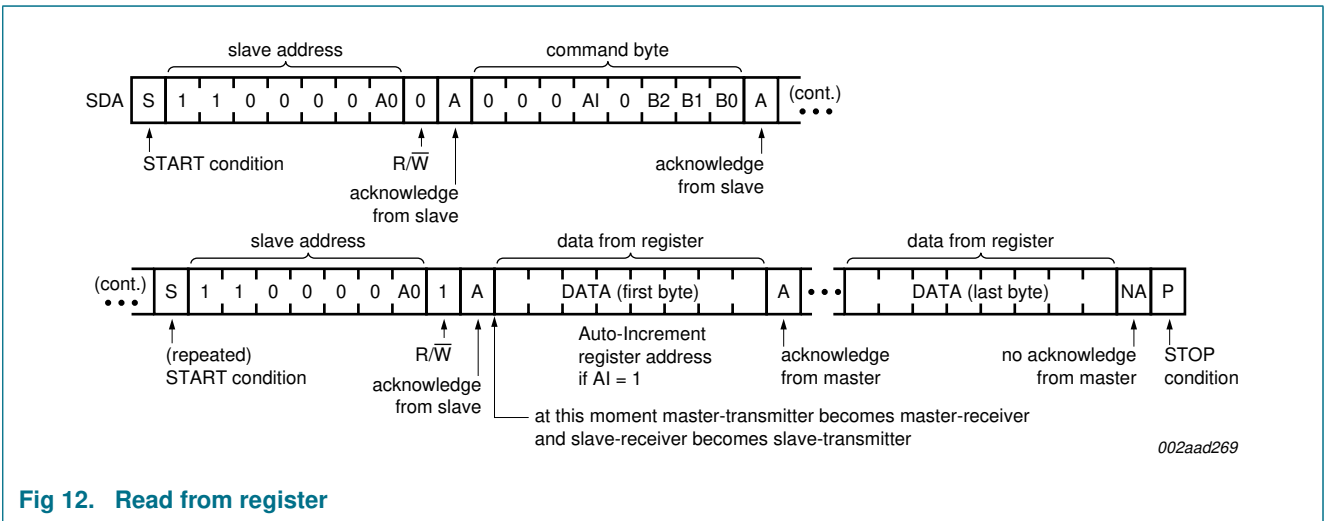 slave address command byte
SDA S 1 1 0 0 0 0 A0 0 A 0 0 0 AI 0 B2 B1 B0 A (cont.)
START condition R/W̅ acknowledge
acknowledge from slave
from slave
slave address data from register data from register
(cont.) S 1 1 0 0 0 0 A0 1 A DATA (first byte) A DATA (last byte) NA P
(repeated)
START condition
R/W̅
acknowledge
from slave
Auto-Increment
register address
if AI = 1
acknowledge
from master
no acknowledge
from master
STOP
condition
at this moment master-transmitter becomes master-receiver
and slave-receiver becomes slave-transmitter
002aad269
Fig 12. Read from register